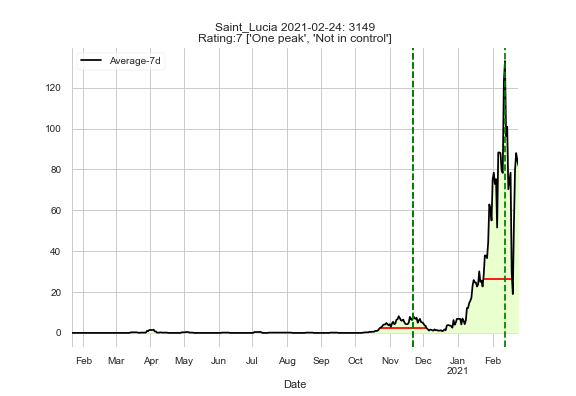 Saint_Lucia 2021-02-24: 3149
Rating:7 ['One peak', 'Not in control']
Average-7d
120
100
80
60
40
20
0
Feb Mar Apr May Jun Jul Aug Sep Oct Nov Dec Jan Feb
2021
Date